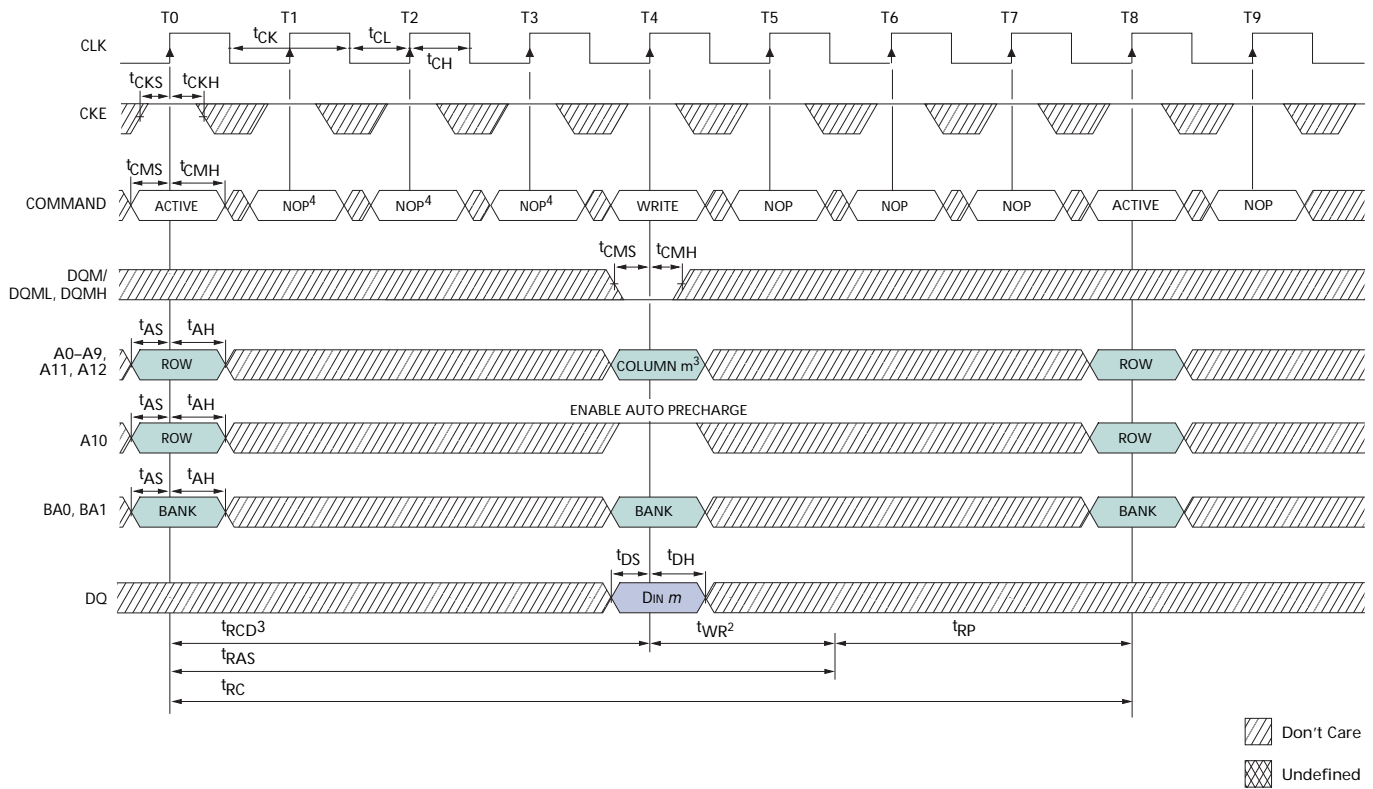 T0 T1 T2 T3 T4 T5 T6 T7 T8 T9
CLK
tCK tCL
tCH
tCKS tCKH
CKE
tCMS tCMH
COMMAND ACTIVE NOP4 NOP4 NOP4 WRITE NOP NOP NOP ACTIVE NOP
tCMS tCMH
DQM/
DQML, DQMH
tAS tAH
A0–A9,
A11, A12
ROW COLUMN m3 ROW
tAS tAH
ENABLE AUTO PRECHARGE
A10 ROW ROW
tAS tAH
BA0, BA1 BANK BANK BANK
tDS tDH
DQ DIN m
tRCD3 tWR2 tRP
tRAS
tRC
Don't Care
Undefined